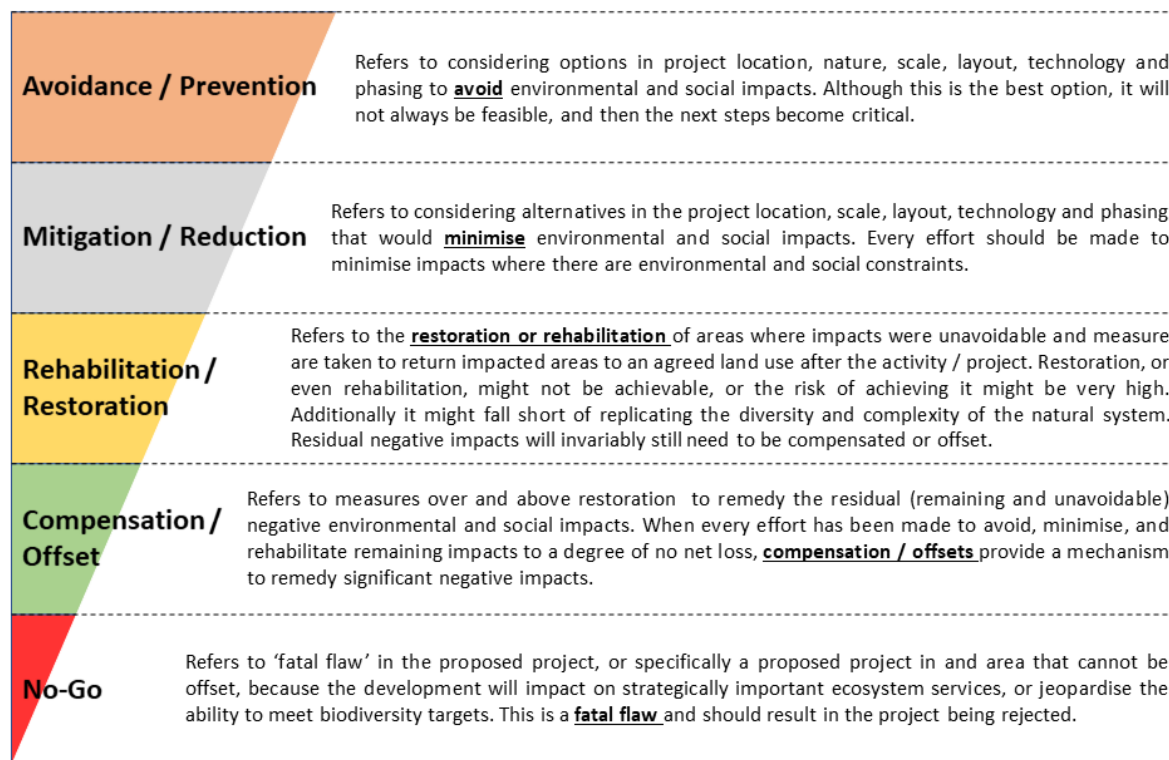 Avoidance / Prevention
Refers to considering options in project location, nature, scale, layout, technology and
phasing to avoid environmental and social impacts. Although this is the best option, it will
not always be feasible, and then the next steps become critical.
Mitigation / Reduction
Refers to considering alternatives in the project location, scale, layout, technology and phasing
that would minimise environmental and social impacts. Every effort should be made to
minimise impacts where there are environmental and social constraints.
Rehabilitation /
Restoration
Refers to the restoration or rehabilitation of areas where impacts were unavoidable and measure
are taken to return impacted areas to an agreed land use after the activity / project. Restoration, or
even rehabilitation, might not be achievable, or the risk of achieving it might be very high.
Additionally it might fall short of replicating the diversity and complexity of the natural system.
Residual negative impacts will invariably still need to be compensated or offset.
Compensation /
Offset
Refers to measures over and above restoration to remedy the residual (remaining and unavoidable)
negative environmental and social impacts. When every effort has been made to avoid, minimise, and
rehabilitate remaining impacts to a degree of no net loss, compensation / offsets provide a mechanism
to remedy significant negative impacts.
No-Go
Refers to ‘fatal flaw’ in the proposed project, or specifically a proposed project in and area that cannot be
offset, because the development will impact on strategically important ecosystem services, or jeopardise the
ability to meet biodiversity targets. This is a fatal flaw and should result in the project being rejected.